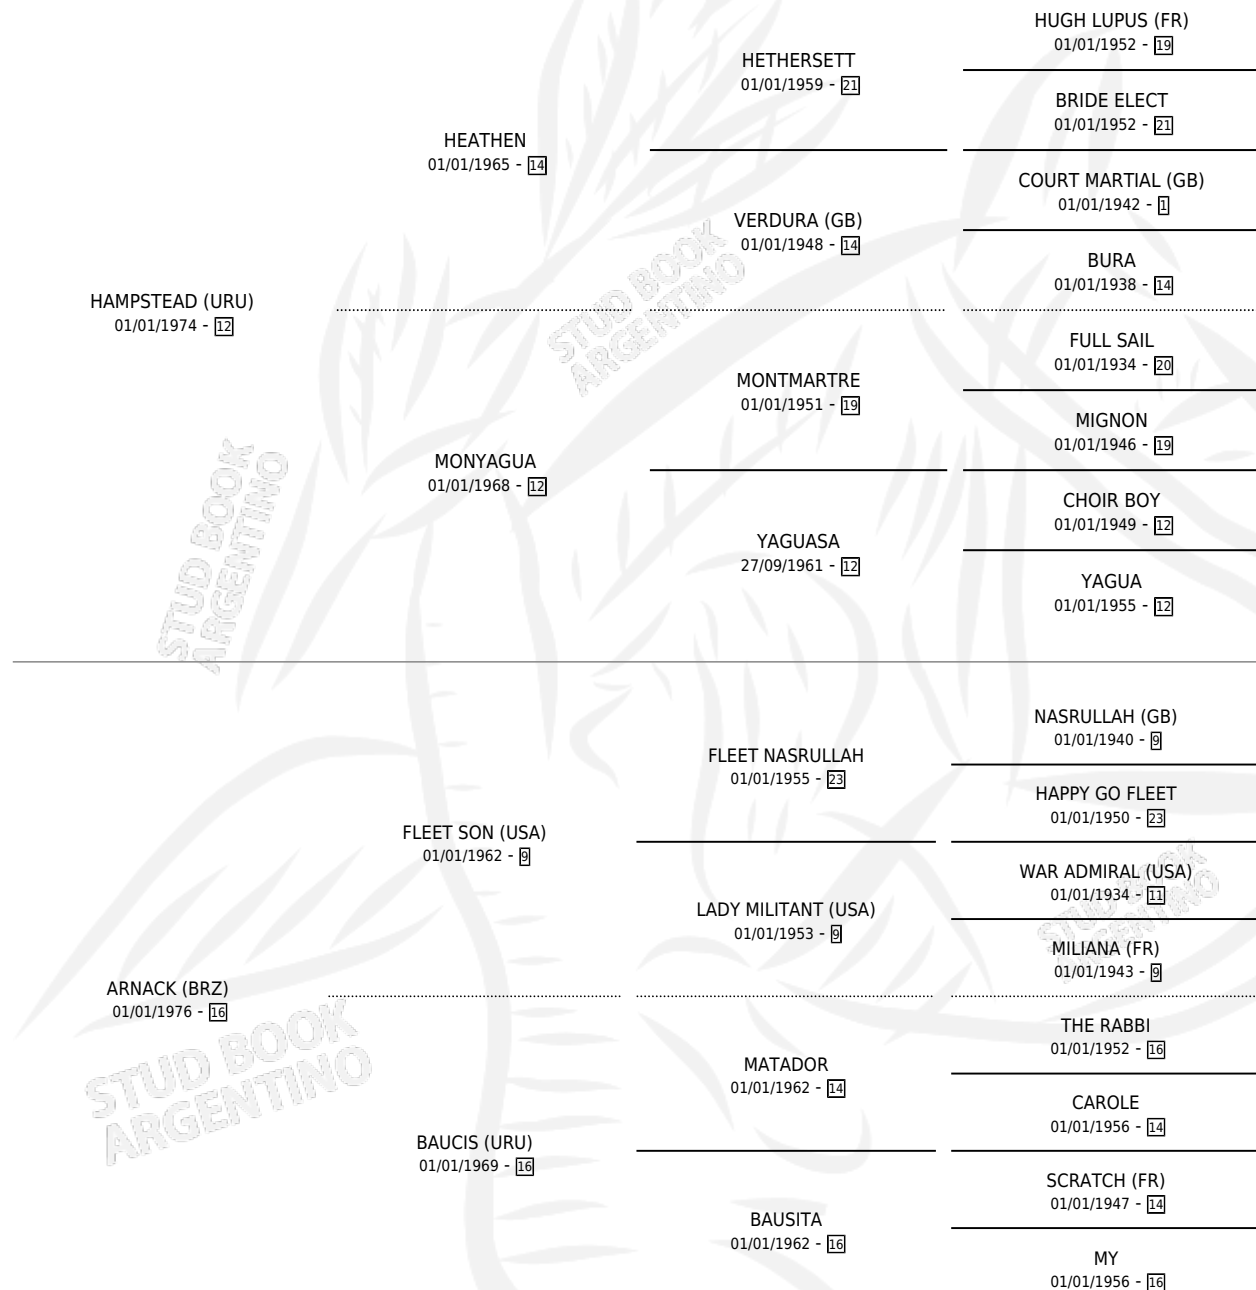 HUGH LUPUS (FR)
01/01/1952 - 19
HETHERSETT
01/01/1959 - 21
BRIDE ELECT
01/01/1952 - 21
HEATHEN
01/01/1965 - 14
COURT MARTIAL (GB)
01/01/1942 - 1
VERDURA (GB)
01/01/1948 - 14
BURA
01/01/1938 - 14
HAMPSTEAD (URU)
01/01/1974 - 12
FULL SAIL
01/01/1934 - 20
MONTMARTRE
01/01/1951 - 19
MIGNON
01/01/1946 - 19
MONYAGUA
01/01/1968 - 12
CHOIR BOY
01/01/1949 - 12
YAGUASA
27/09/1961 - 12
YAGUA
01/01/1955 - 12
NASRULLAH (GB)
01/01/1940 - 9
FLEET NASRULLAH
01/01/1955 - 23
HAPPY GO FLEET
01/01/1950 - 23
FLEET SON (USA)
01/01/1962 - 9
WAR ADMIRAL (USA)
01/01/1934 - 11
LADY MILITANT (USA)
01/01/1953 - 9
MILIANA (FR)
01/01/1943 - 9
ARNACK (BRZ)
01/01/1976 - 16
THE RABBI
01/01/1952 - 16
MATADOR
01/01/1962 - 14
CAROLE
01/01/1956 - 14
BAUCIS (URU)
01/01/1969 - 16
SCRATCH (FR)
01/01/1947 - 14
BAUSITA
01/01/1962 - 16
MY
01/01/1956 - 16
STUD BOOK
ARGENTINO
STUD BOOK
ARGENTINO
STUD BOOK
ARGENTINO
STUD BOOK
ARGENTINO